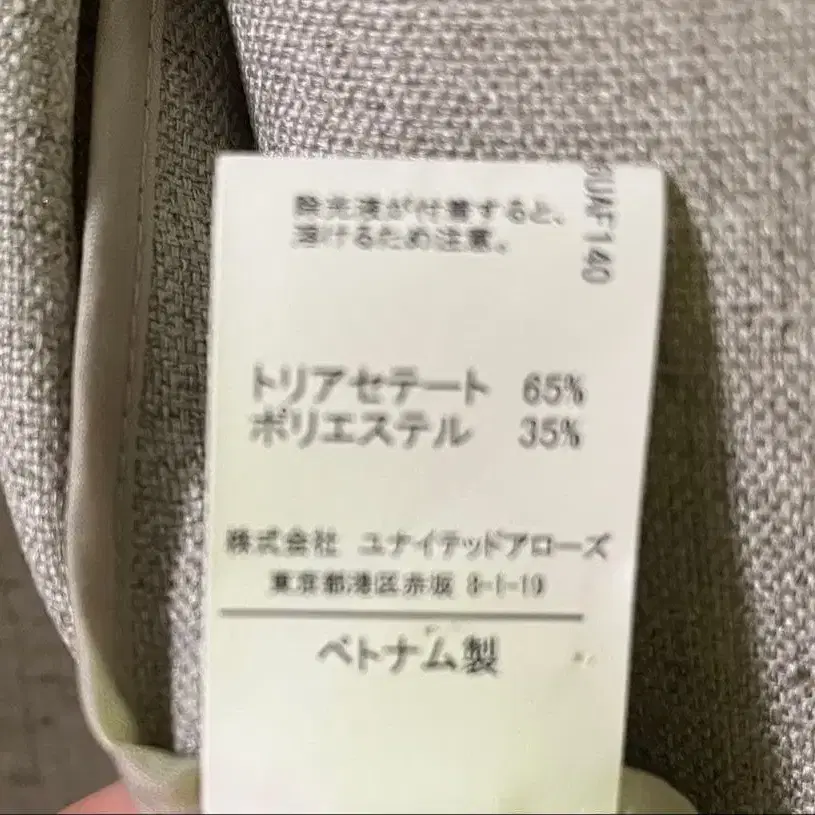 除光液が付着すると、
溶けるため注意。
UAF140
トリアセテート 65%
ポリエステル 35%
株式会社 ユナイテッドアローズ
東京都港区赤坂 8-1-19
ベトナム製